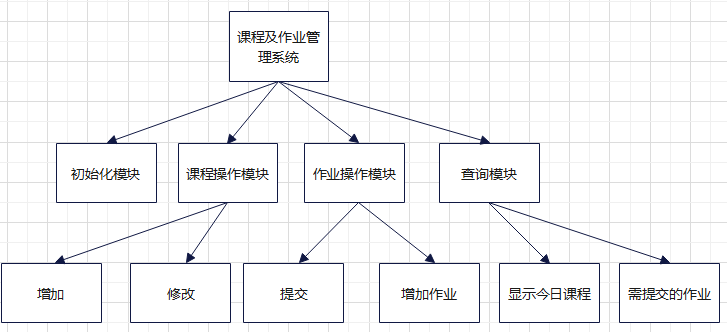 课程及作业管
理系统
初始化模块
课程操作模块
作业操作模块
查询模块
增加
修改
提交
增加作业
显示今日课程
需提交的作业